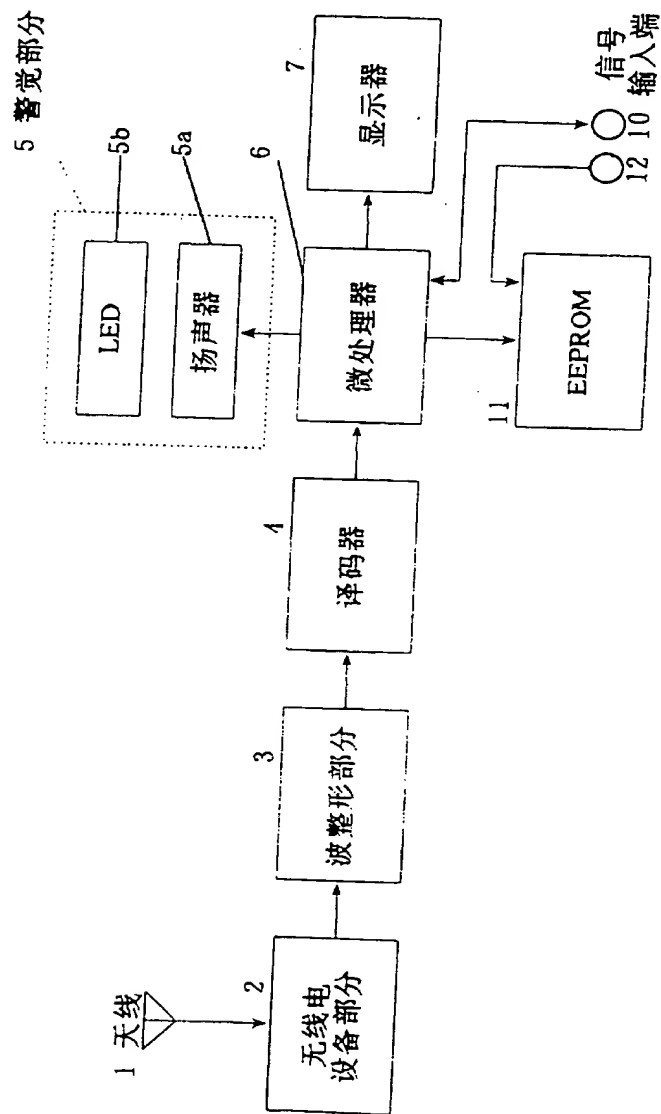 1 天线
2
无线电
设备部分
3
波整形部分
4
译码器
5 警觉部分
LED
5b
扬声器
5a
6
微处理器
7
显示器
11
EEPROM
10
12
信号
输入端